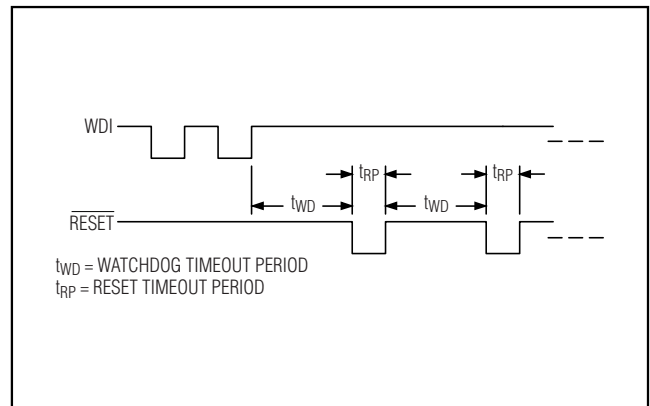 WDI
tRP tRP
tWD tWD
RESET
tWD = WATCHDOG TIMEOUT PERIOD
tRP = RESET TIMEOUT PERIOD